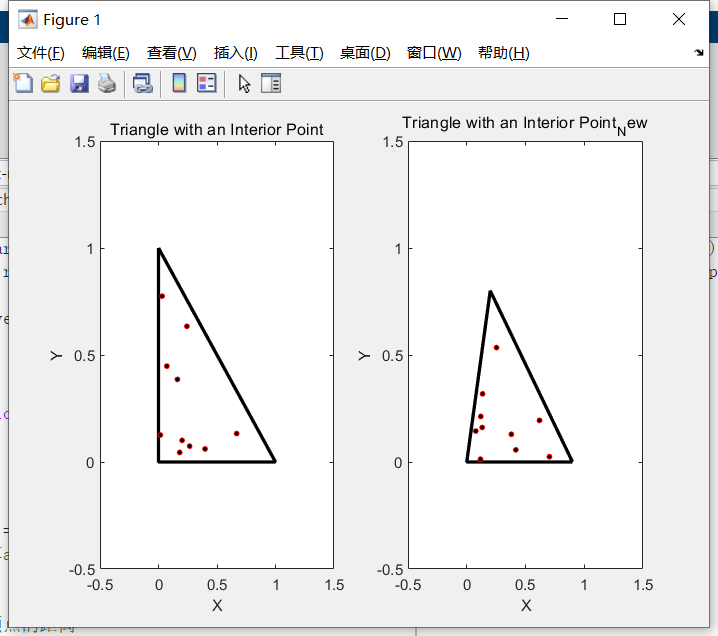 Figure 1
文件(F) 编辑(E) 查看(V) 插入(I) 工具(T) 桌面(D) 窗口(W) 帮助(H)
Triangle with an Interior Point
1.5
1
0.5
0
-0.5
Y
-0.5 0 0.5 1 1.5
X
Triangle with an Interior Point_New
1.5
1
0.5
0
-0.5
Y
-0.5 0 0.5 1 1.5
X